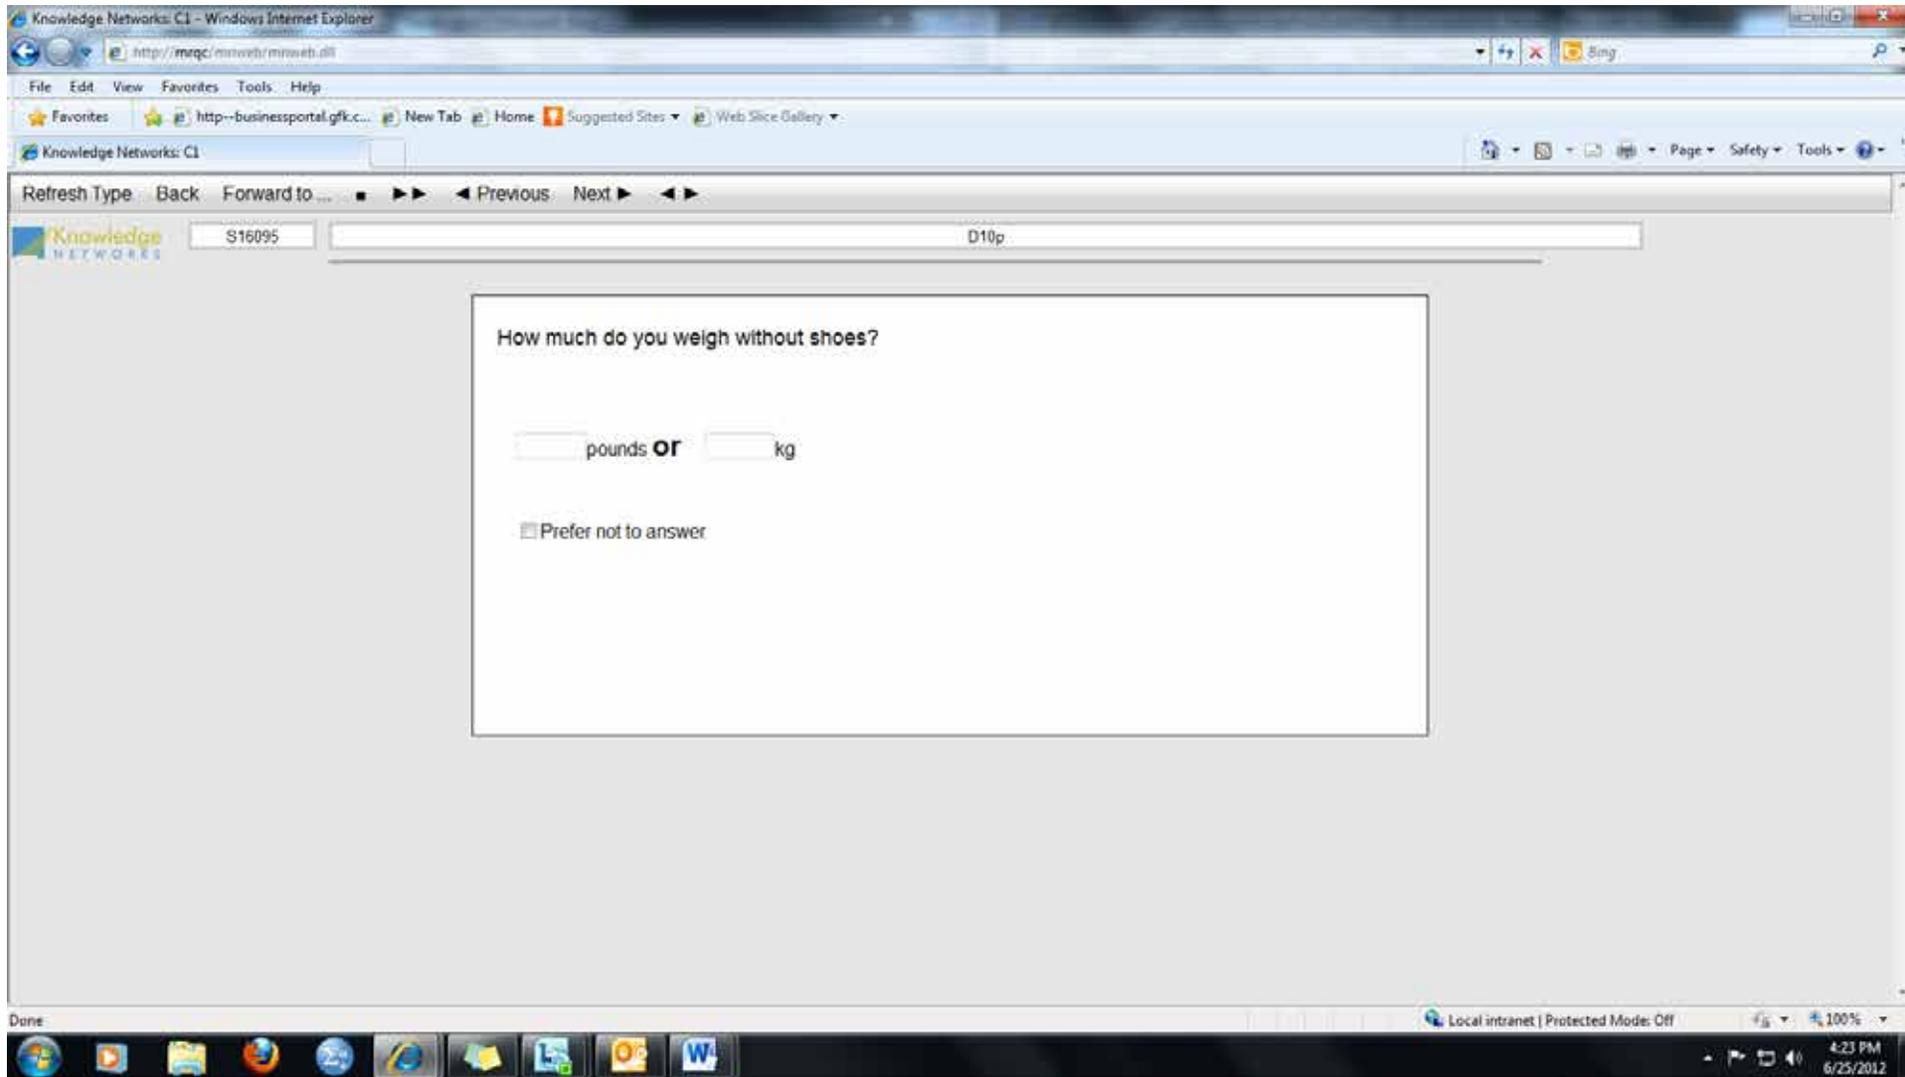 Knowledge Networks: C1 - Windows Internet Explorer
http://mrqc/mrnweb/mrnweb.dll
Bing
File Edit View Favorites Tools Help
Favorites http--businessportal.gfk.c... New Tab Home Suggested Sites Web Slice Gallery
Knowledge Networks: C1 Page Safety Tools
Refresh Type Back Forward to ... ■ ►► ◄ Previous Next ► ◄ ►
Knowledge NETWORKS S16095 D10p
How much do you weigh without shoes?
pounds or kg
Prefer not to answer
Done Local intranet | Protected Mode: Off 100%
4:23 PM
6/25/2012